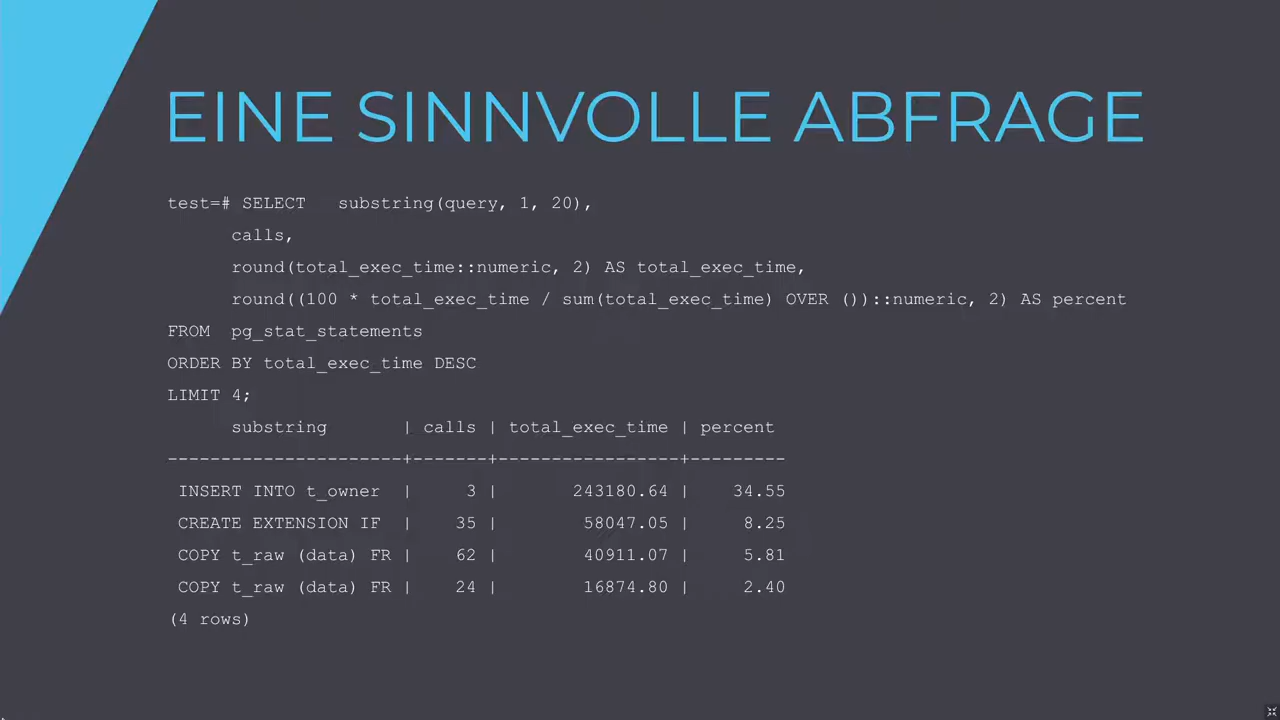 EINE SINNVOLLE ABFRAGE
test=# SELECT   substring(query, 1, 20),
      calls,
      round(total_exec_time::numeric, 2) AS total_exec_time,
      round((100 * total_exec_time / sum(total_exec_time) OVER ())::numeric, 2) AS percent
FROM  pg_stat_statements
ORDER BY total_exec_time DESC
LIMIT 4;
      substring       | calls | total_exec_time | percent
----------------------+-------+-----------------+---------
 INSERT INTO t_owner  |     3 |       243180.64 |    34.55
 CREATE EXTENSION IF  |    35 |        58047.05 |     8.25
 COPY t_raw (data) FR |    62 |        40911.07 |     5.81
 COPY t_raw (data) FR |    24 |        16874.80 |     2.40
(4 rows)